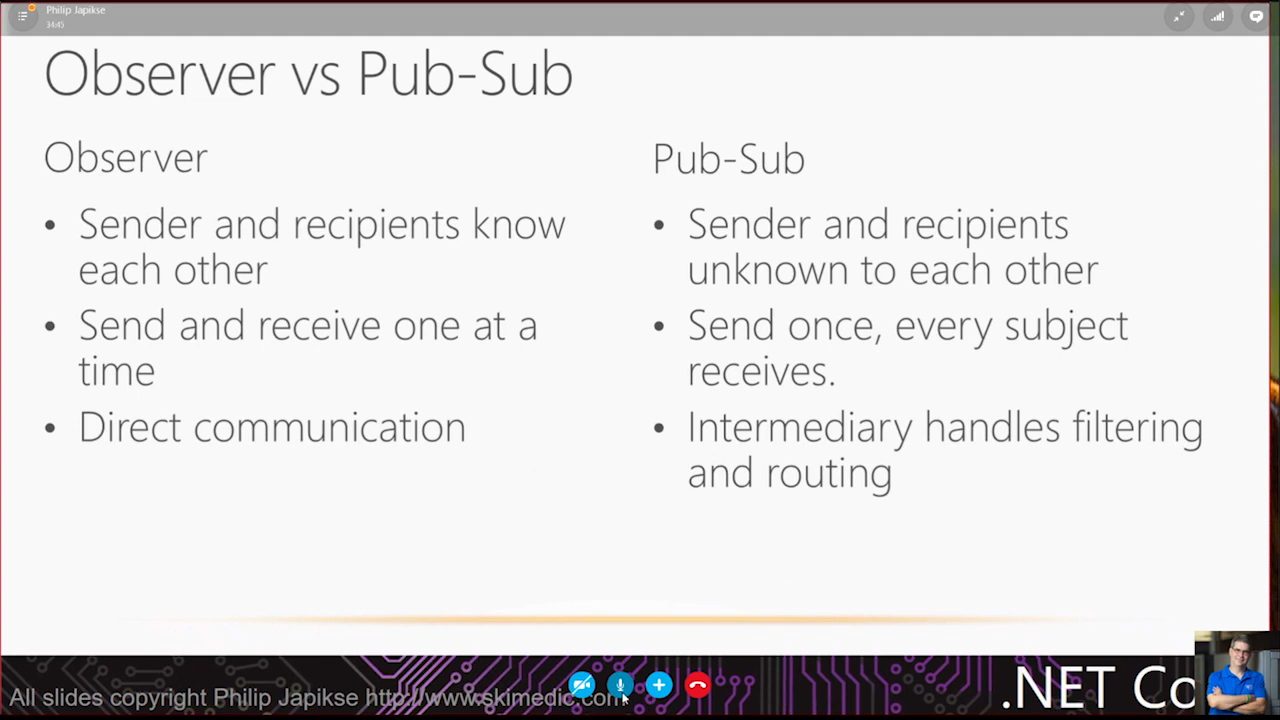 Philip Japikse
34:45
Observer vs Pub-Sub
Observer
• Sender and recipients know
each other
• Send and receive one at a
time
• Direct communication
Pub-Sub
• Sender and recipients
unknown to each other
• Send once, every subject
receives.
• Intermediary handles filtering
and routing
All slides copyright Philip Japikse http://www.skimedic.com
.NET Co